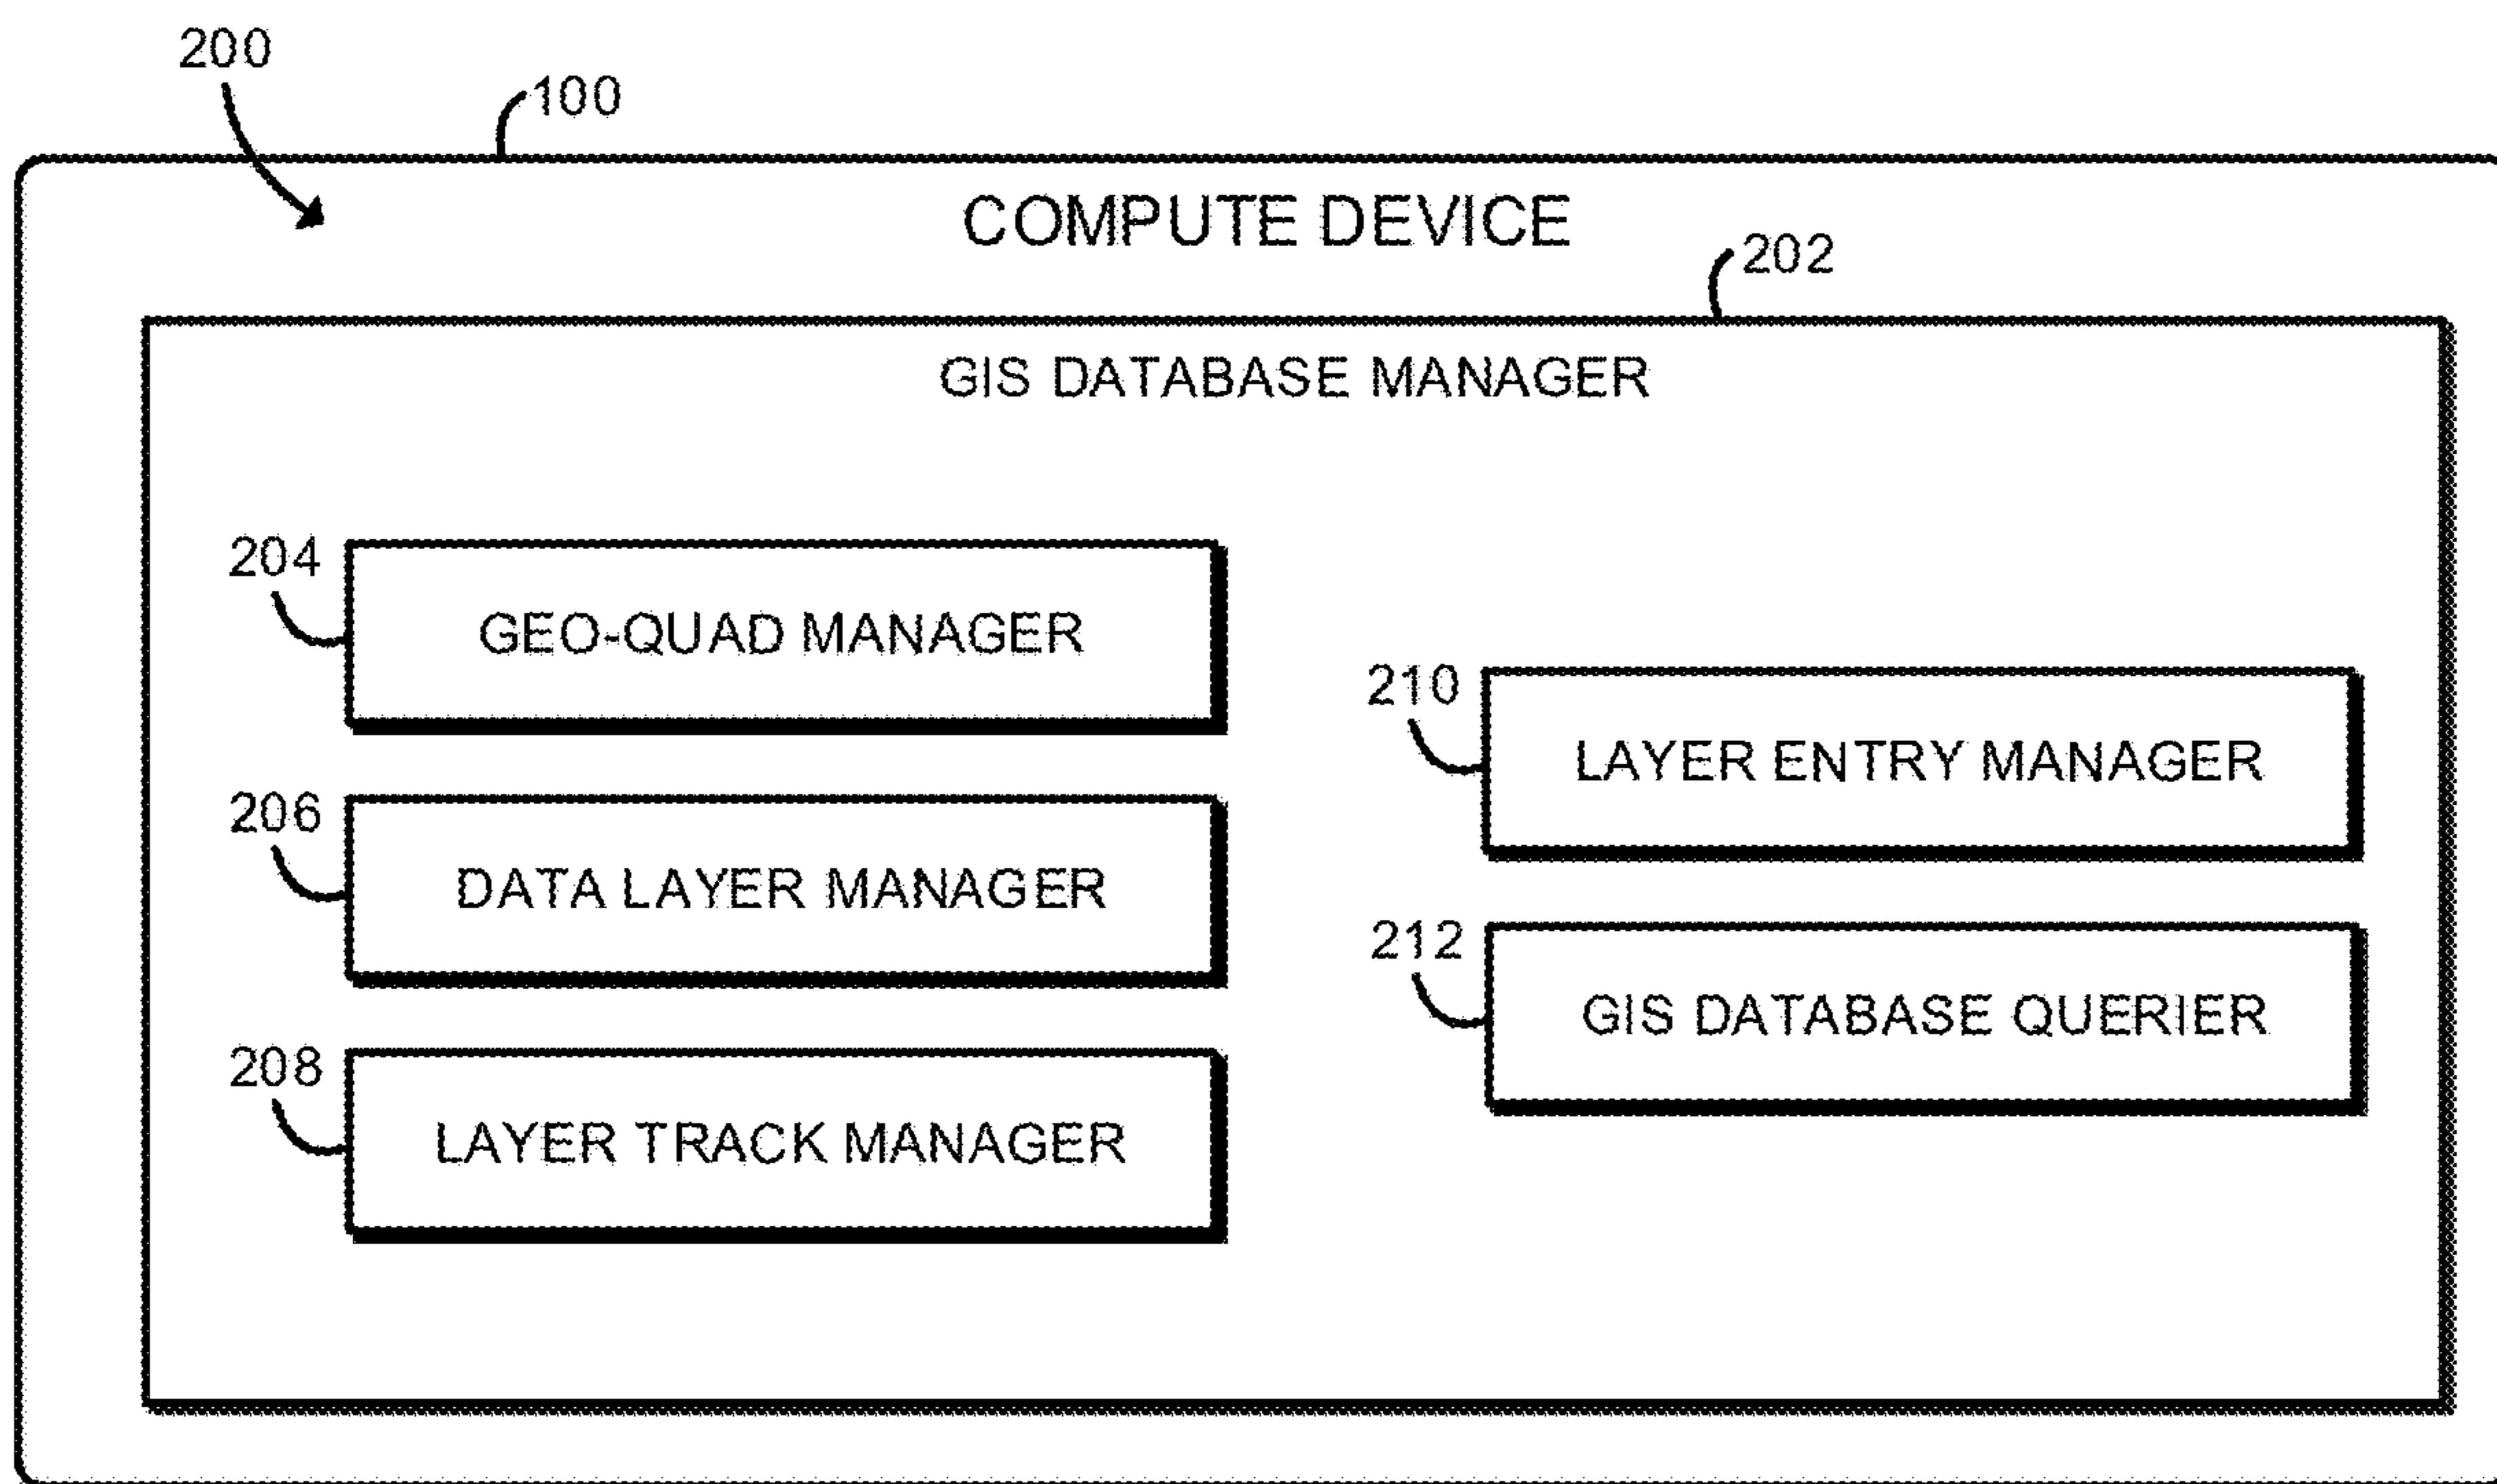 200
100
COMPUTE DEVICE
202
GIS DATABASE MANAGER
204
GEO-QUAD MANAGER
206
DATA LAYER MANAGER
208
LAYER TRACK MANAGER
210
LAYER ENTRY MANAGER
212
GIS DATABASE QUERIER